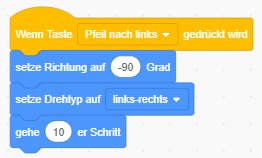 Wenn Taste Pfeil nach links gedrückt wird
setze Richtung auf -90 Grad
setze Drehtyp auf links-rechts
gehe 10 er Schritt